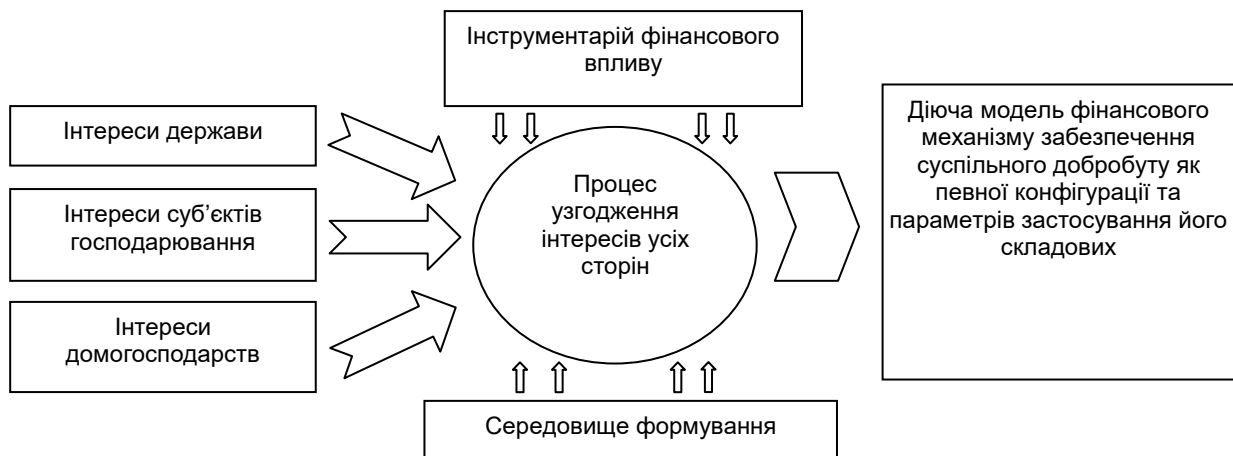 Інструментарій фінансового
впливу
Інтереси держави
Інтереси суб’єктів
господарювання
Інтереси
домогосподарств
Процес
узгодження
інтересів усіх
сторін
Середовище формування
Діюча модель фінансового
механізму забезпечення
суспільного добробуту як
певної конфігурації та
параметрів застосування його
складових